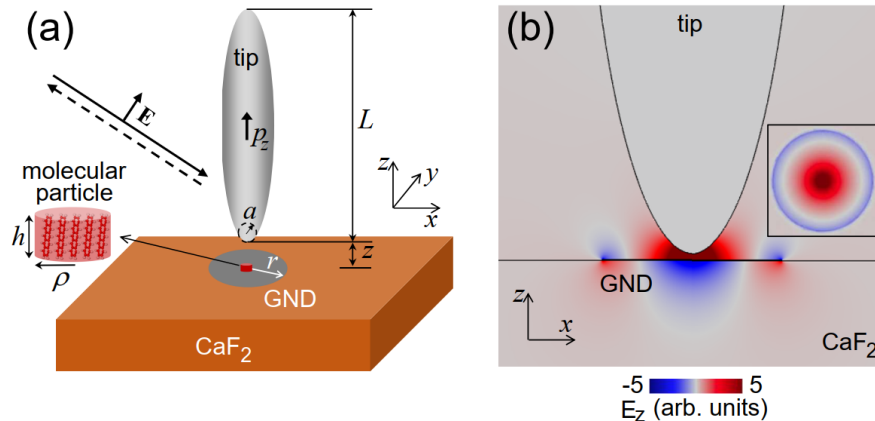 (a)
tip
E
p_z
L
molecular
particle
h
ρ
a
z
y
x
z
r
GND
CaF₂
(b)
tip
GND
z
x
CaF₂
-5
5
E_z (arb. units)